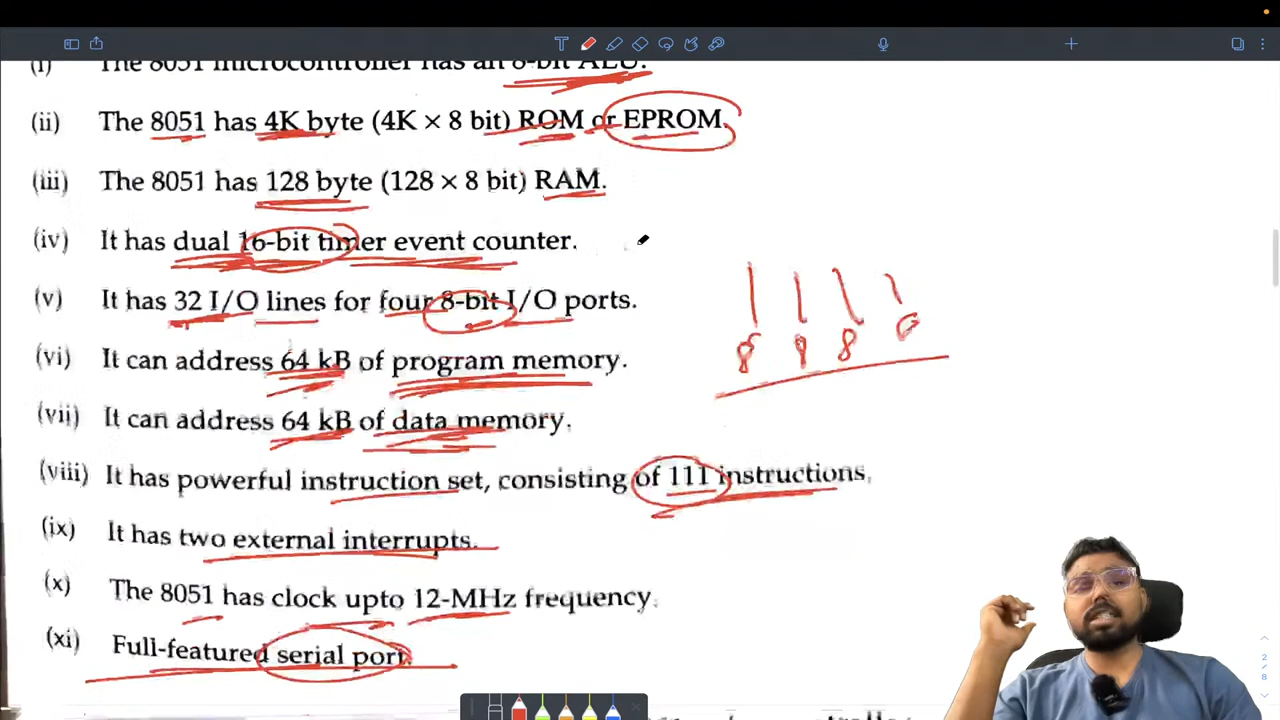 (i) The 8051 microcontroller has an 8-bit ALU.
(ii) The 8051 has 4K byte (4K × 8 bit) ROM or EPROM.
(iii) The 8051 has 128 byte (128 × 8 bit) RAM.
(iv) It has dual 16-bit timer event counter.
(v) It has 32 I/O lines for four 8-bit I/O ports.
(vi) It can address 64 kB of program memory.
(vii) It can address 64 kB of data memory.
(viii) It has powerful instruction set, consisting of 111 instructions,
(ix) It has two external interrupts.
(x) The 8051 has clock upto 12-MHz frequency.
(xi) Full-featured serial port.
8 8 8
2
/
8